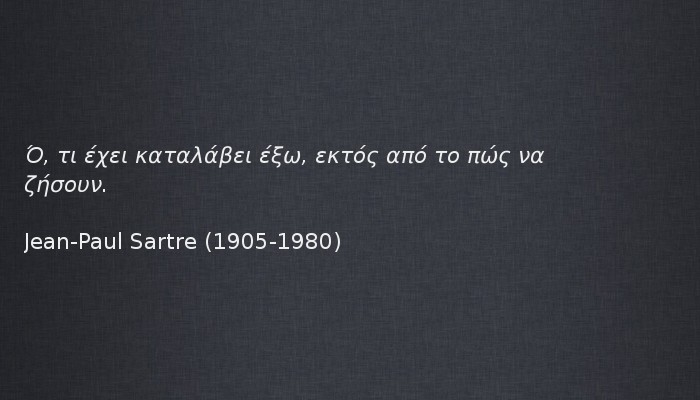 Ό, τι έχει καταλάβει έξω, εκτός από το πώς να
ζήσουν.
Jean-Paul Sartre (1905-1980)